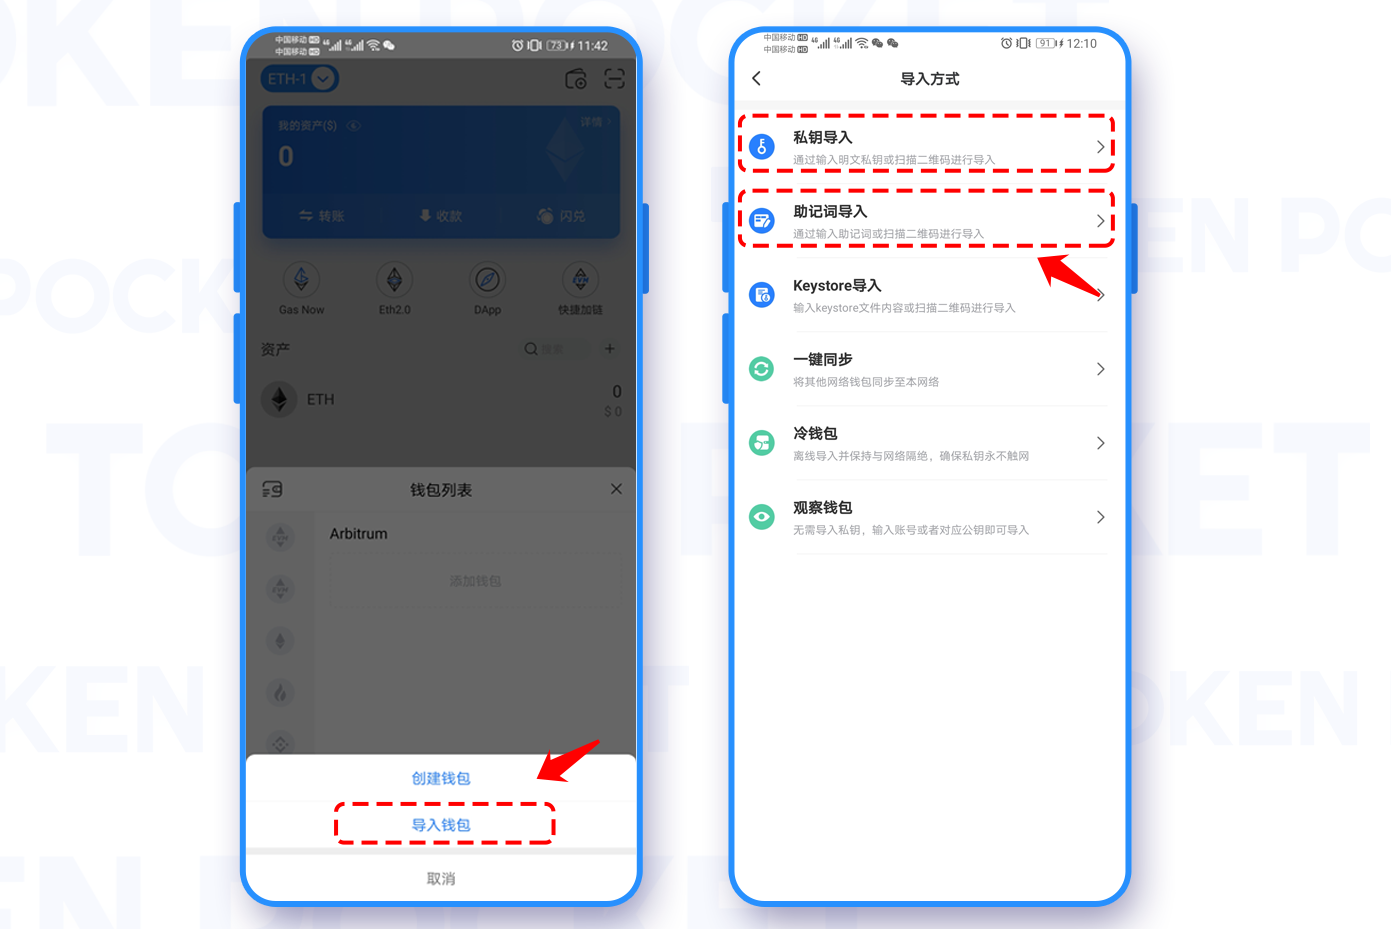 TOKEN POCKET
中国移动 HD
中国移动 HD
73
11:42
ETH-1
我的资产($)
详情
0
转账
收款
闪兑
Gas Now
Eth2.0
DApp
快捷加链
资产
搜索
+
ETH
0
$ 0
钱包列表
Arbitrum
添加钱包
创建钱包
导入钱包
取消
中国移动 HD
中国移动 HD
91
12:10
导入方式
私钥导入
通过输入明文私钥或扫描二维码进行导入
助记词导入
通过输入助记词或扫描二维码进行导入
Keystore导入
输入keystore文件内容或扫描二维码进行导入
一键同步
将其他网络钱包同步至本网络
冷钱包
离线导入并保持与网络隔绝，确保私钥永不触网
观察钱包
无需导入私钥，输入账号或者对应公钥即可导入